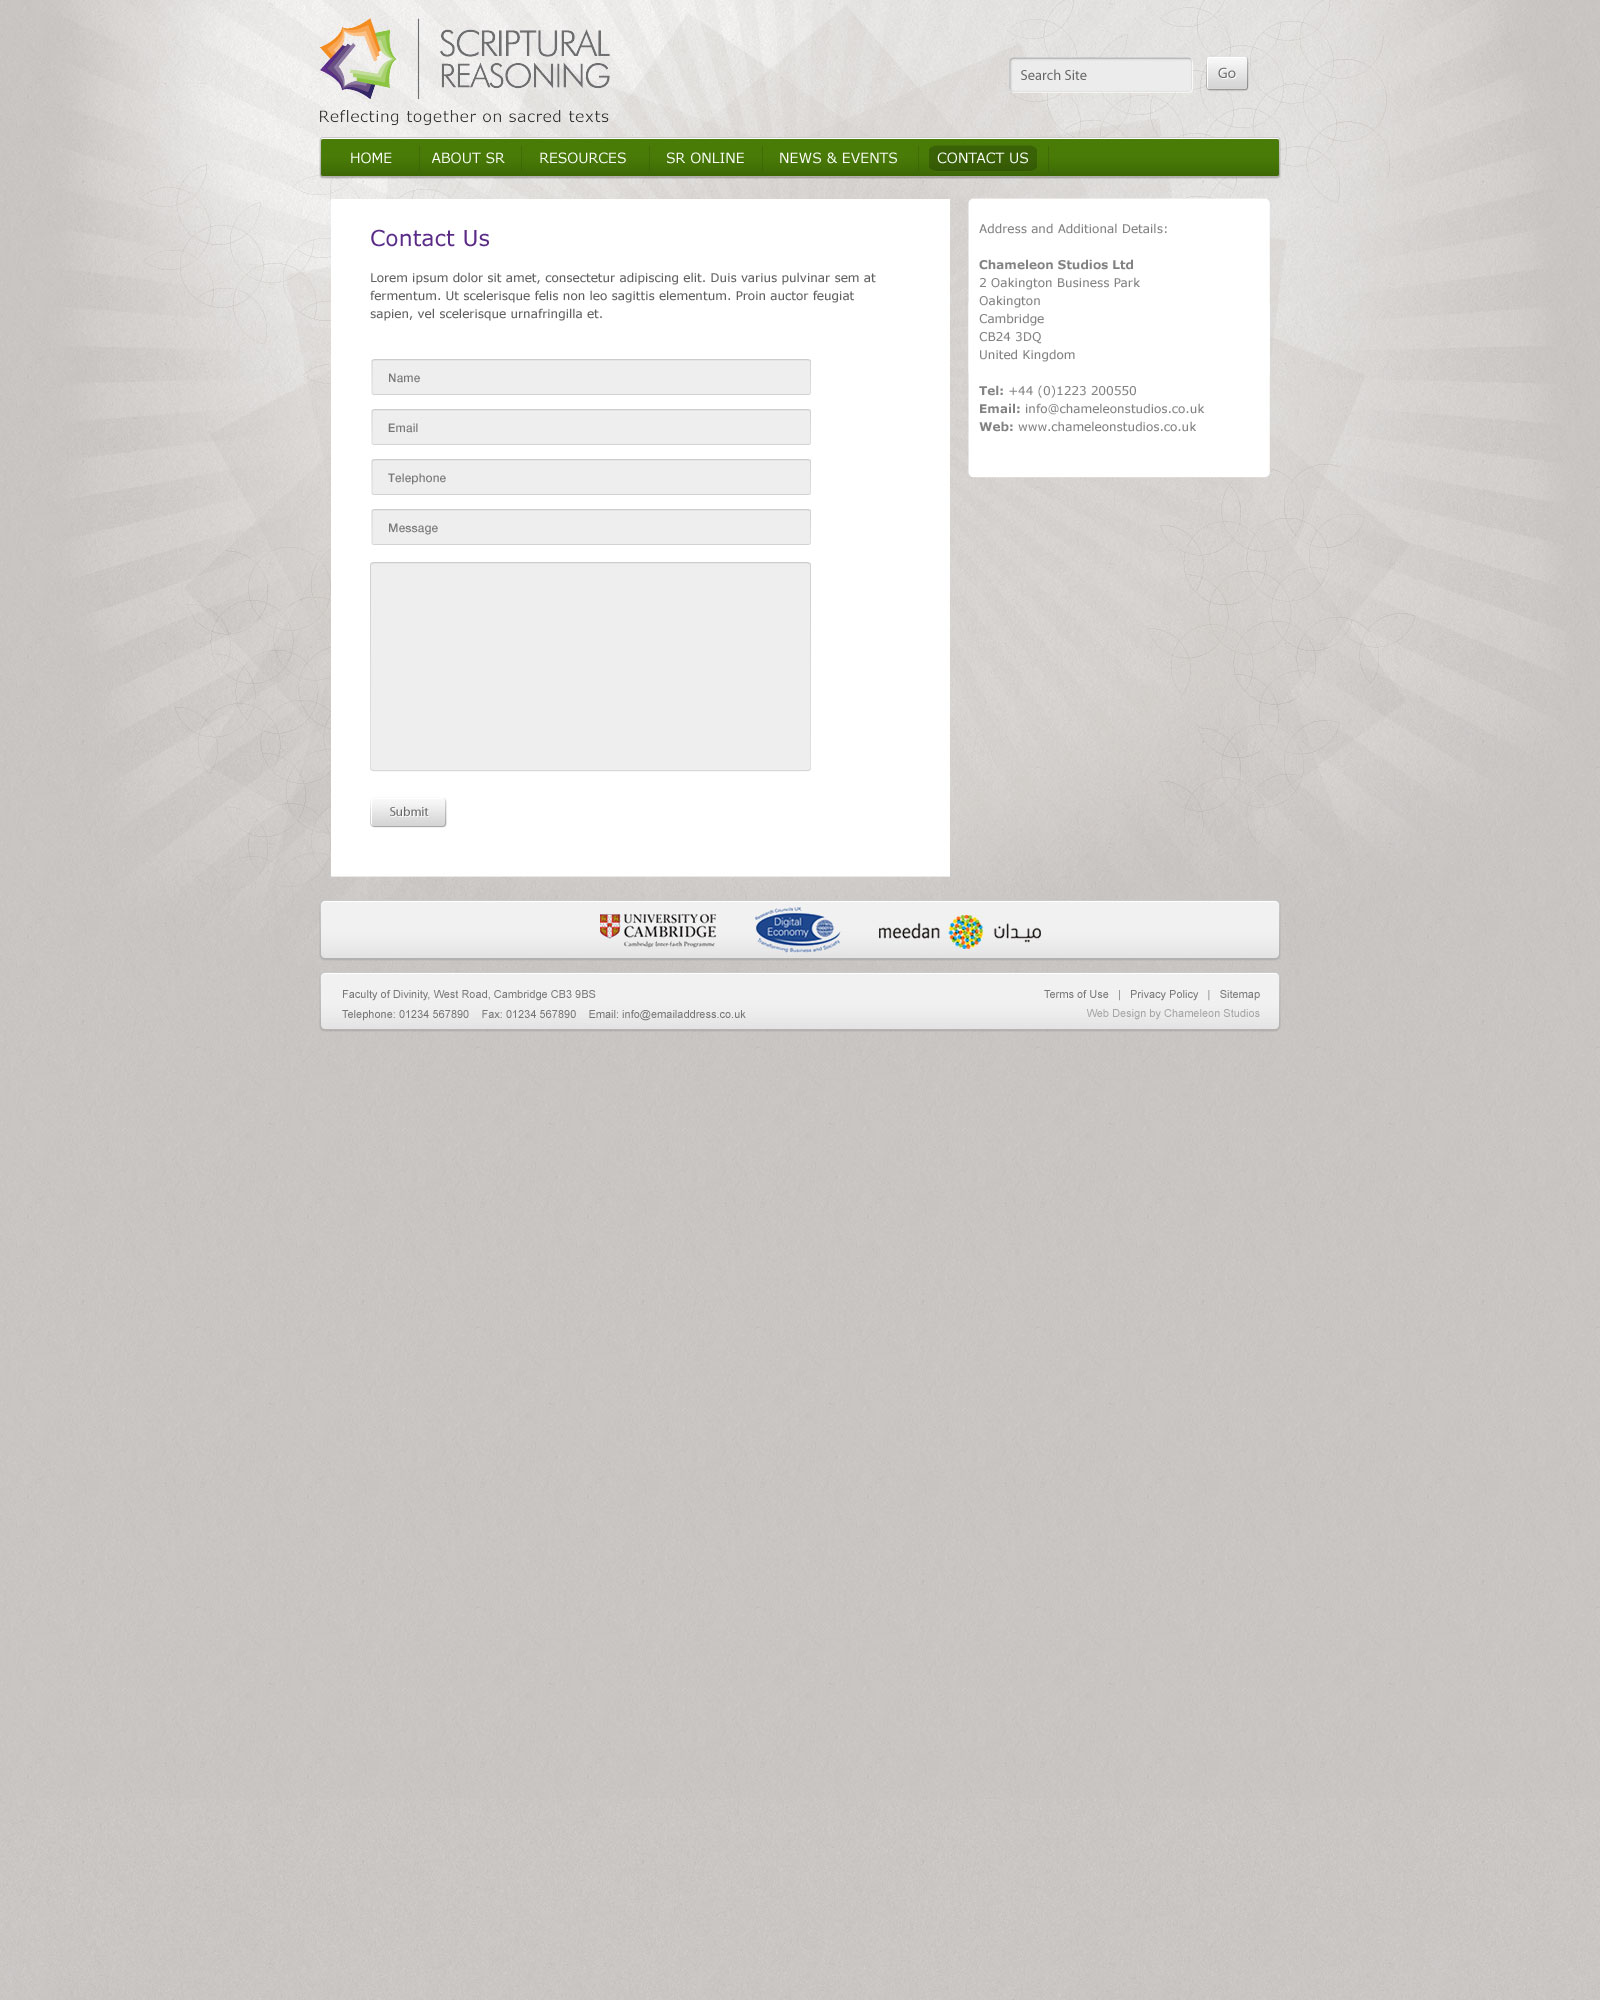 SCRIPTURAL
REASONING
Reflecting together on sacred texts
Search Site
Go
HOME
ABOUT SR
RESOURCES
SR ONLINE
NEWS & EVENTS
CONTACT US
Contact Us
Lorem ipsum dolor sit amet, consectetur adipiscing elit. Duis varius pulvinar sem at
fermentum. Ut scelerisque felis non leo sagittis elementum. Proin auctor feugiat
sapien, vel scelerisque urnafringilla et.
Name
Email
Telephone
Message
Submit
Address and Additional Details:
Chameleon Studios Ltd
2 Oakington Business Park
Oakington
Cambridge
CB24 3DQ
United Kingdom
Tel: +44 (0)1223 200550
Email: info@chameleonstudios.co.uk
Web: www.chameleonstudios.co.uk
UNIVERSITY OF
CAMBRIDGE
Cambridge Inter-faith Programme
Research Councils UK
Digital
Economy
Transforming Business and Society
meedan
ميدان
Faculty of Divinity, West Road, Cambridge CB3 9BS
Telephone: 01234 567890 Fax: 01234 567890 Email: info@emailaddress.co.uk
Terms of Use | Privacy Policy | Sitemap
Web Design by Chameleon Studios